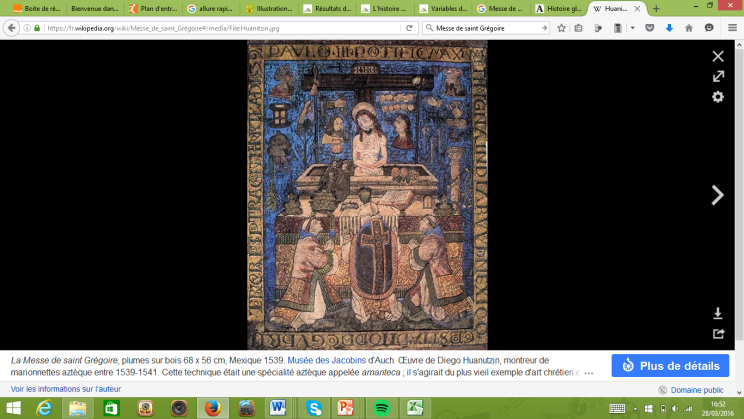 Boite de ré...
Bienvenue dan...
Plan d'entr...
allure rapi...
Illustration...
Résultats d...
L'histoire ...
Variables d...
Messe de ...
Histoire gl...
Huani...
https://fr.wikipedia.org/wiki/Messe_de_saint_Grégoire#/media/File:Huanitzin.jpg
Messe de saint Grégoire
PAVLO III PŌTIFICI MAX
La Messe de saint Grégoire, plumes sur bois 68 x 56 cm, Mexique 1539. Musée des Jacobins d'Auch. Œuvre de Diego Huanutzin, montreur de
marionnettes aztèque entre 1539-1541. Cette technique était une spécialité aztèque appelée amanteca ; il s'agirait du plus vieil exemple d'art chrétien e ...
Plus de détails
Voir les informations sur l'auteur
Domaine public
16:52
28/03/2016